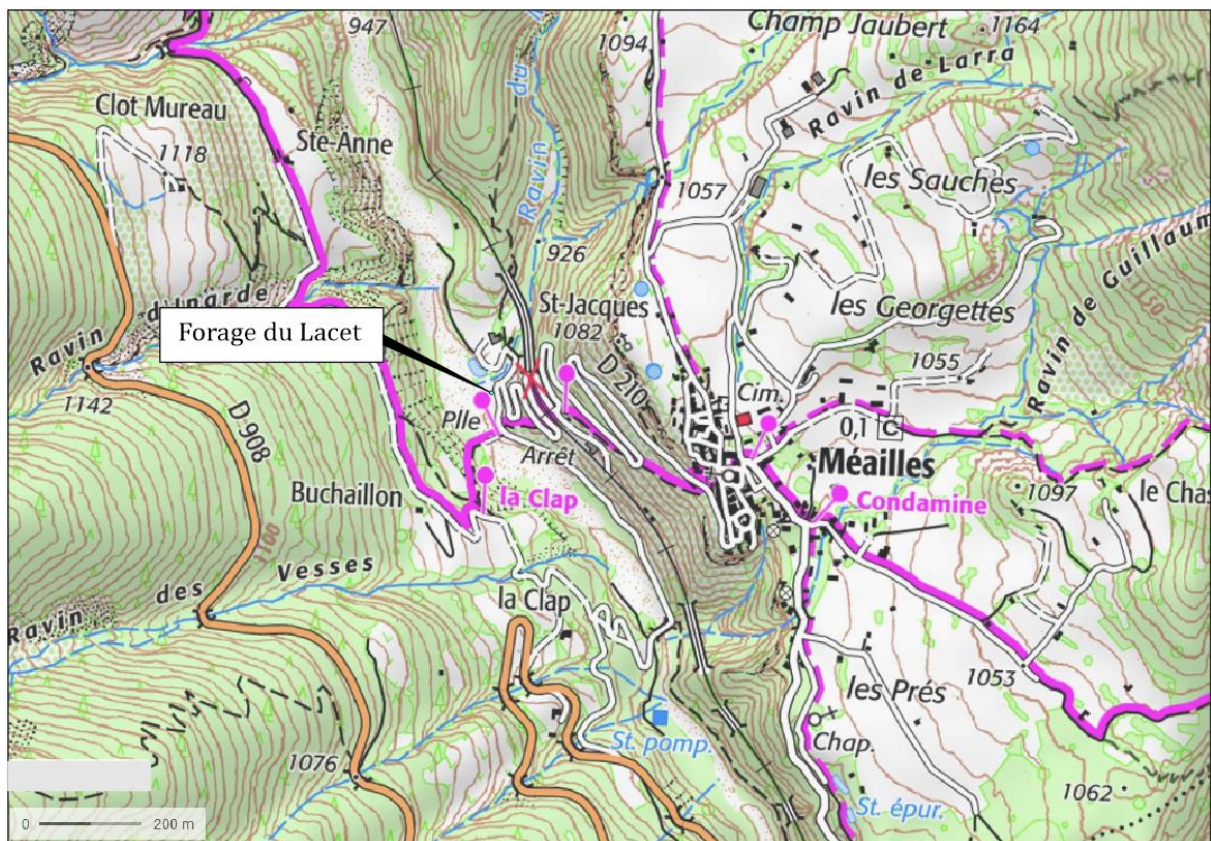 947
1094
Champ Jaubert
1164
Clot Mureau
1118
Ste-Anne
Ravin du
Ravin de Larra
1057
les Sauches
926
St-Jacques
1082
les Georgettes
Ravin de Guillaum
1150
Ravin d'Inarde
Forage du Lacet
D 210
1055
1142
D 908
Plle
Arrêt
Cim.
0,1 C
Méailles
1097
le Chas
Buchaillon
la Clap
Condamine
1100
Ravin des Vesses
la Clap
les Prés
1053
St. pomp.
Chap.
1076
1062
St. épur.
0 200 m